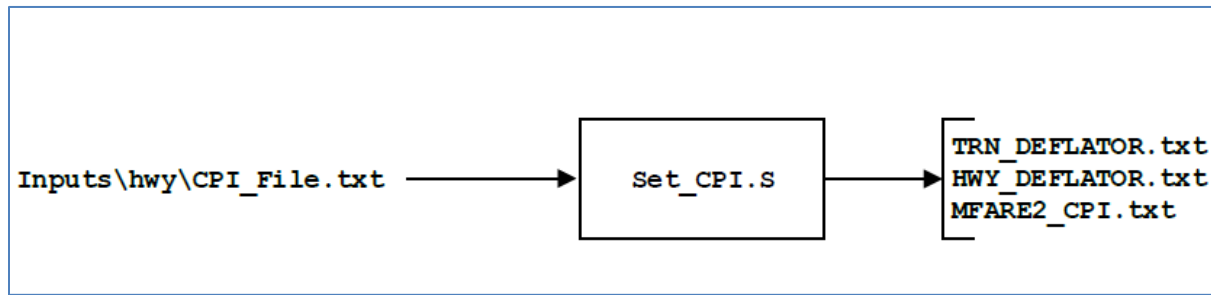 Inputs\hwy\CPI_File.txt
Set_CPI.S
TRN_DEFLATOR.txt
HWY_DEFLATOR.txt
MFARE2_CPI.txt